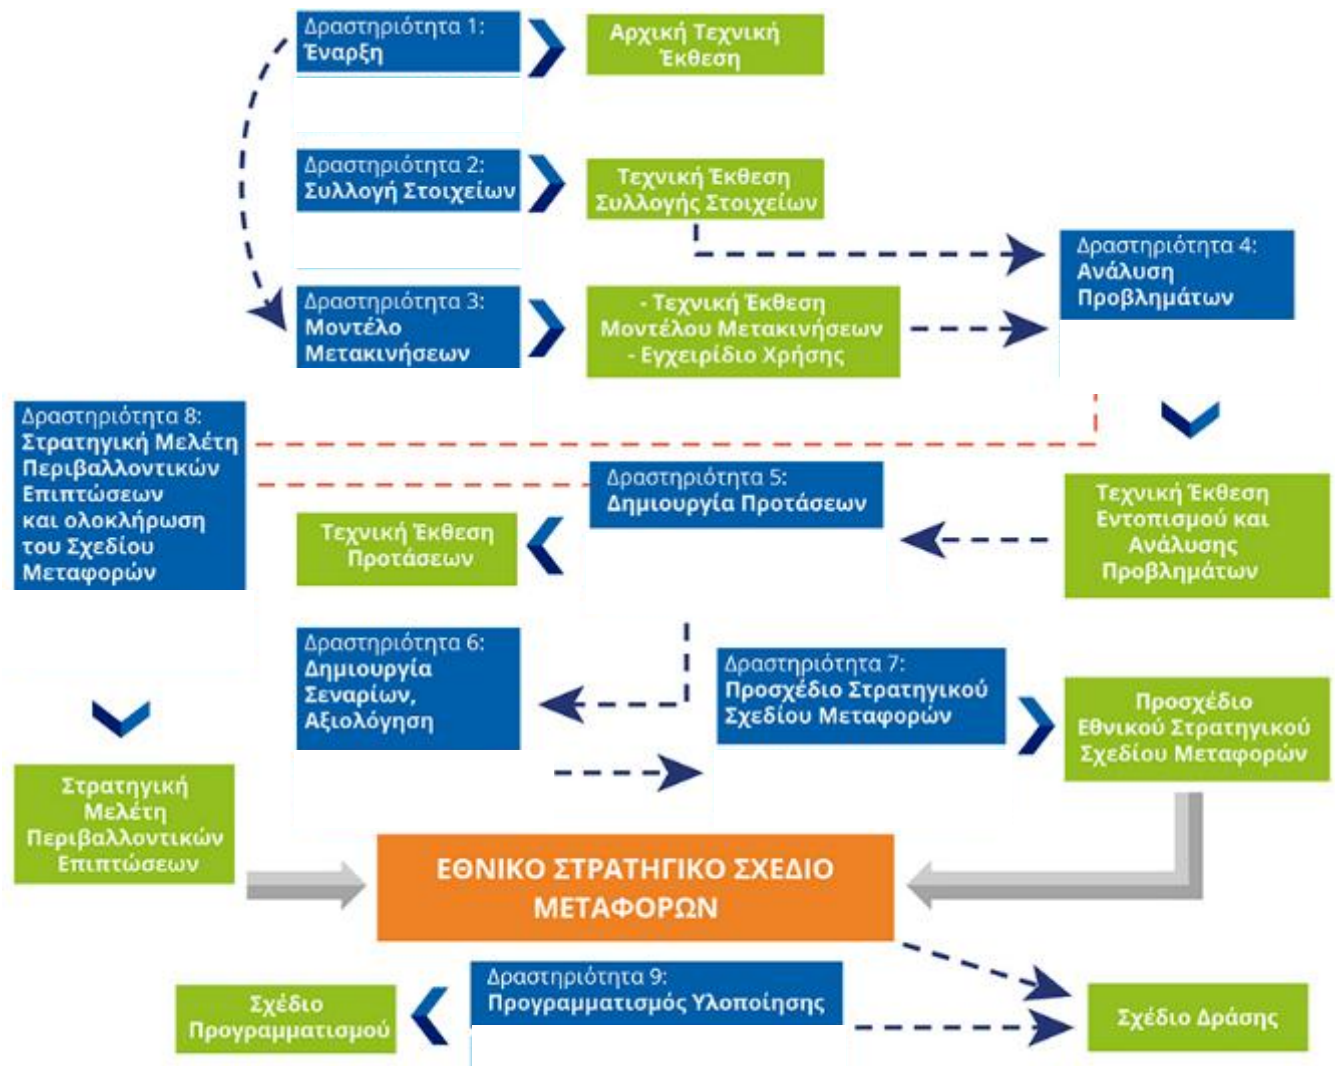 Δραστηριότητα 1:
Έναρξη
Αρχική Τεχνική
Έκθεση
Δραστηριότητα 2:
Συλλογή Στοιχείων
Τεχνική Έκθεση
Συλλογής Στοιχείων
Δραστηριότητα 3:
Μοντέλο
Μετακινήσεων
- Τεχνική Έκθεση
Μοντέλου Μετακινήσεων
- Εγχειρίδιο Χρήσης
Δραστηριότητα 4:
Ανάλυση
Προβλημάτων
Δραστηριότητα 8:
Στρατηγική Μελέτη
Περιβαλλοντικών
Επιπτώσεων
και ολοκλήρωση
του Σχεδίου
Μεταφορών
Δραστηριότητα 5:
Δημιουργία Προτάσεων
Τεχνική Έκθεση
Προτάσεων
Τεχνική Έκθεση
Εντοπισμού και
Ανάλυσης
Προβλημάτων
Δραστηριότητα 6:
Δημιουργία
Σεναρίων,
Αξιολόγηση
Δραστηριότητα 7:
Προσχέδιο Στρατηγικού
Σχεδίου Μεταφορών
Προσχέδιο
Εθνικού Στρατηγικού
Σχεδίου Μεταφορών
Στρατηγική
Μελέτη
Περιβαλλοντικών
Επιπτώσεων
ΕΘΝΙΚΟ ΣΤΡΑΤΗΓΙΚΟ ΣΧΕΔΙΟ
ΜΕΤΑΦΟΡΩΝ
Δραστηριότητα 9:
Προγραμματισμός Υλοποίησης
Σχέδιο
Προγραμματισμού
Σχέδιο Δράσης